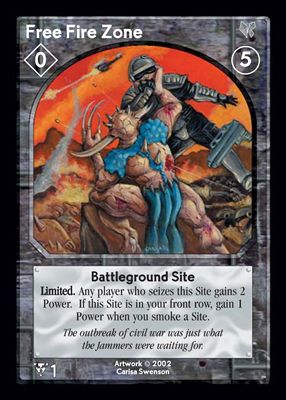 Free Fire Zone
0
5
Battleground Site
Limited. Any player who seizes this Site gains 2
Power. If this Site is in your front row, gain 1
Power when you smoke a Site.
The outbreak of civil war was just what
the Jammers were waiting for.
1
Artwork © 2002
Carisa Swenson